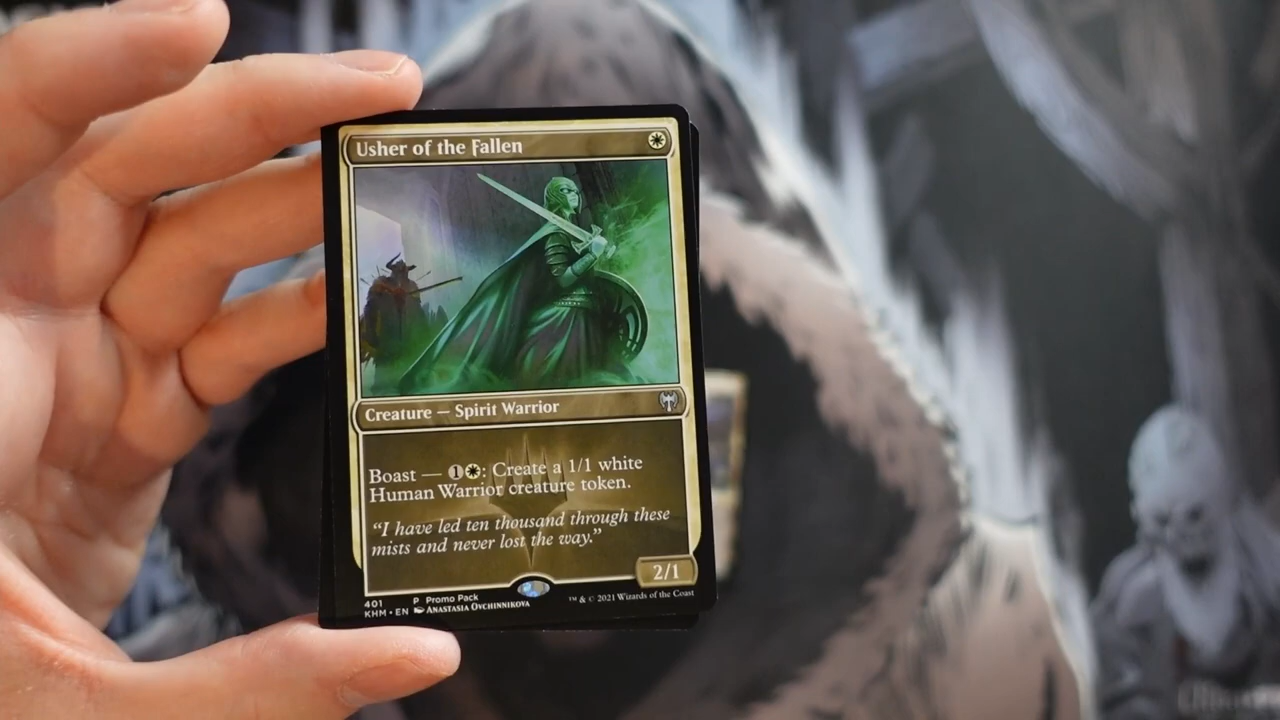 Usher of the Fallen
Creature — Spirit Warrior
Boast — 1: Create a 1/1 white
Human Warrior creature token.
“I have led ten thousand through these
mists and never lost the way.”
2/1
401 P Promo Pack
KHM • EN Anastasia Ovchinnikova
™ & © 2021 Wizards of the Coast